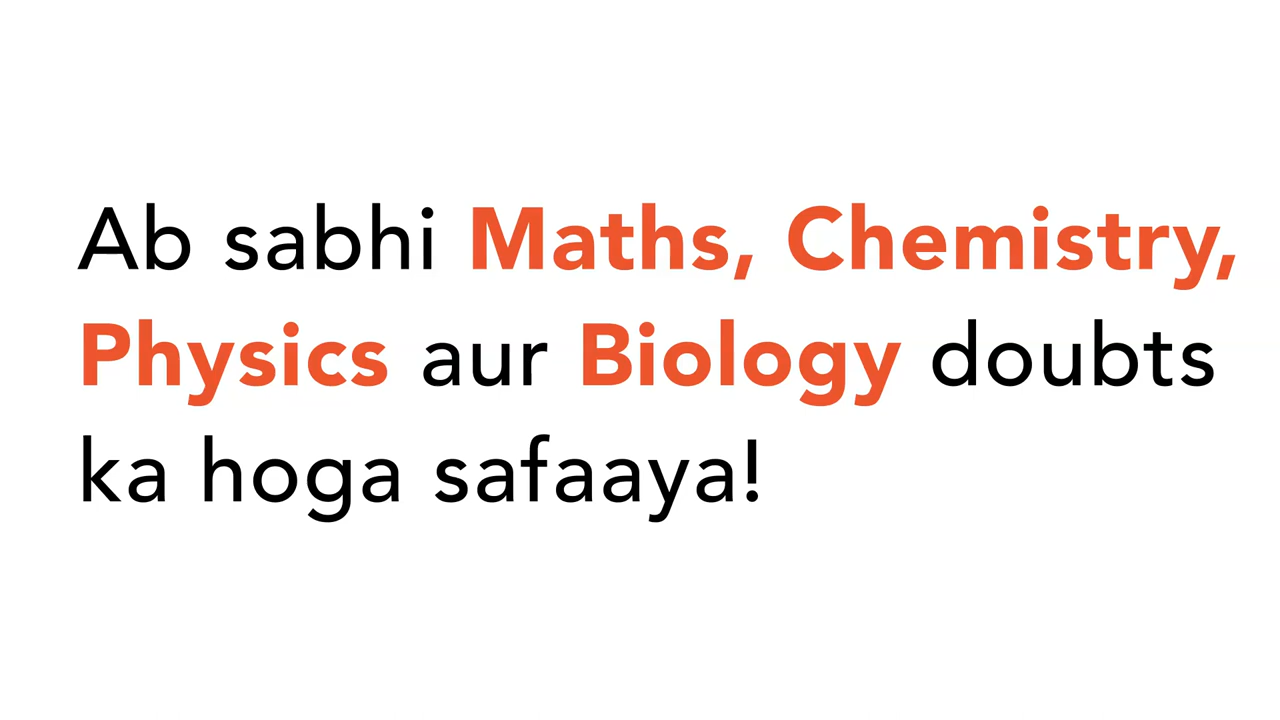 Ab sabhi Maths, Chemistry,
Physics aur Biology doubts
ka hoga safaaya!